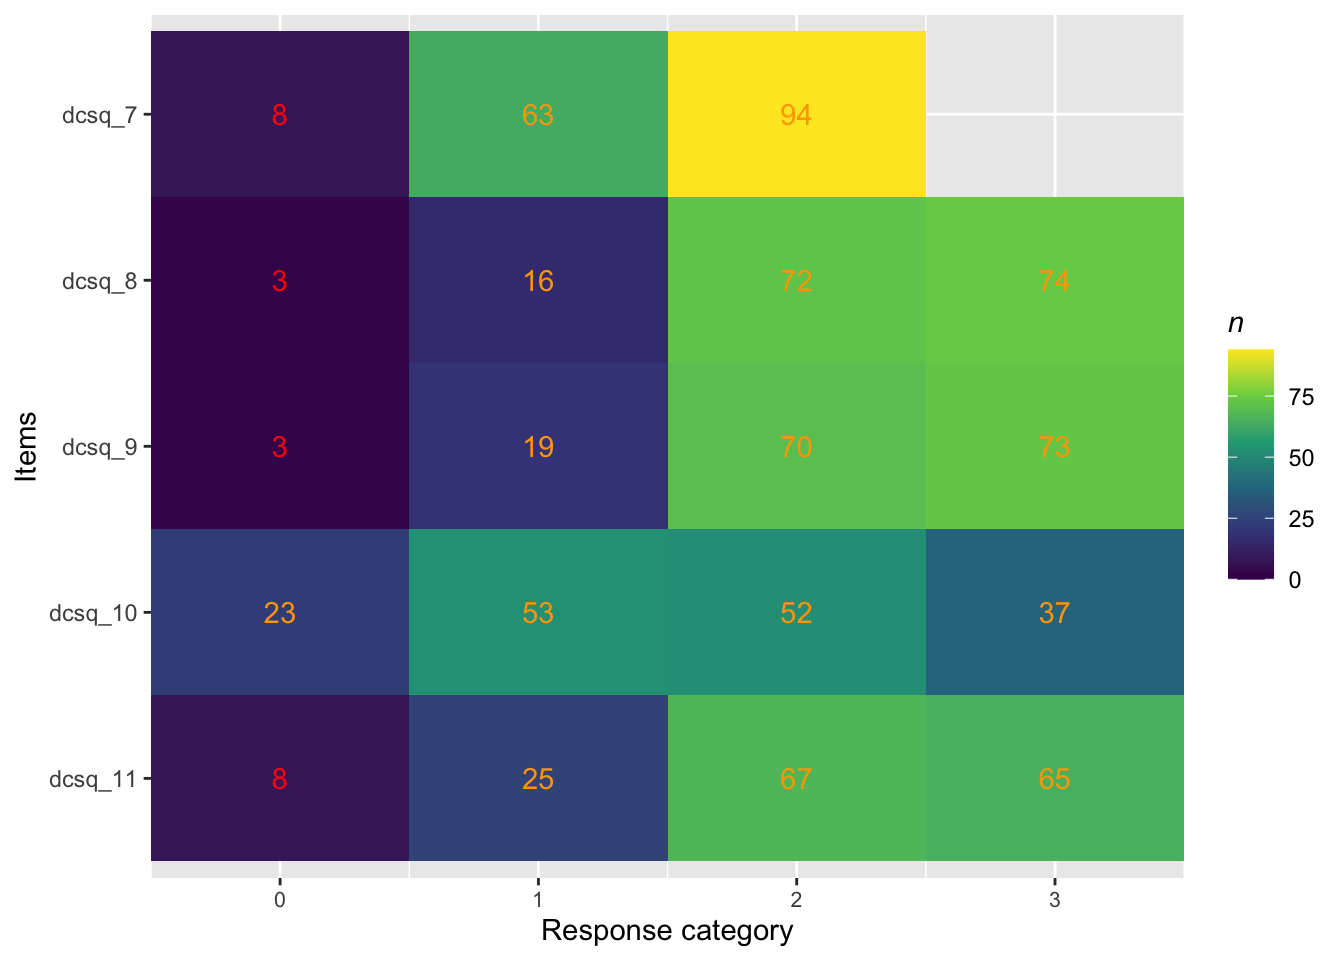 dcsq_7 8 63 94
dcsq_8 3 16 72 74
dcsq_9 3 19 70 73
dcsq_10 23 53 52 37
dcsq_11 8 25 67 65
0 1 2 3
Response category
Items
n
75
50
25
0